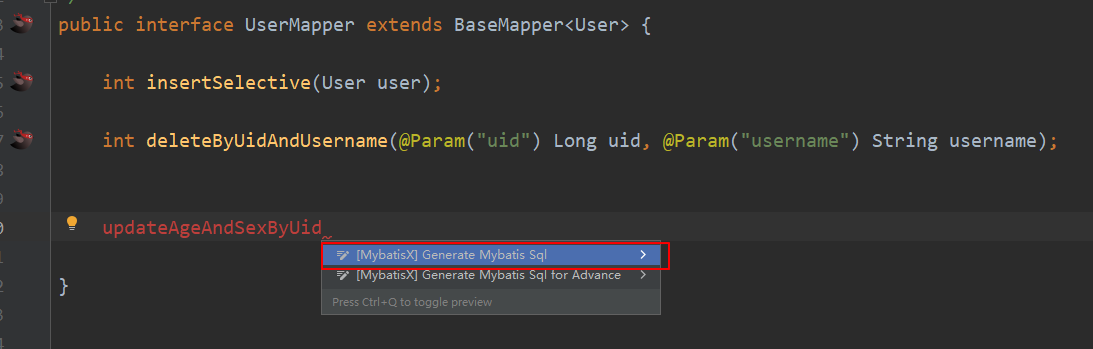 public interface UserMapper extends BaseMapper<User> {
int insertSelective(User user);
int deleteByUidAndUsername(@Param("uid") Long uid, @Param("username") String username);
updateAgeAndSexByUid
[MybatisX] Generate Mybatis Sql
[MybatisX] Generate Mybatis Sql for Advance
Press Ctrl+Q to toggle preview
}